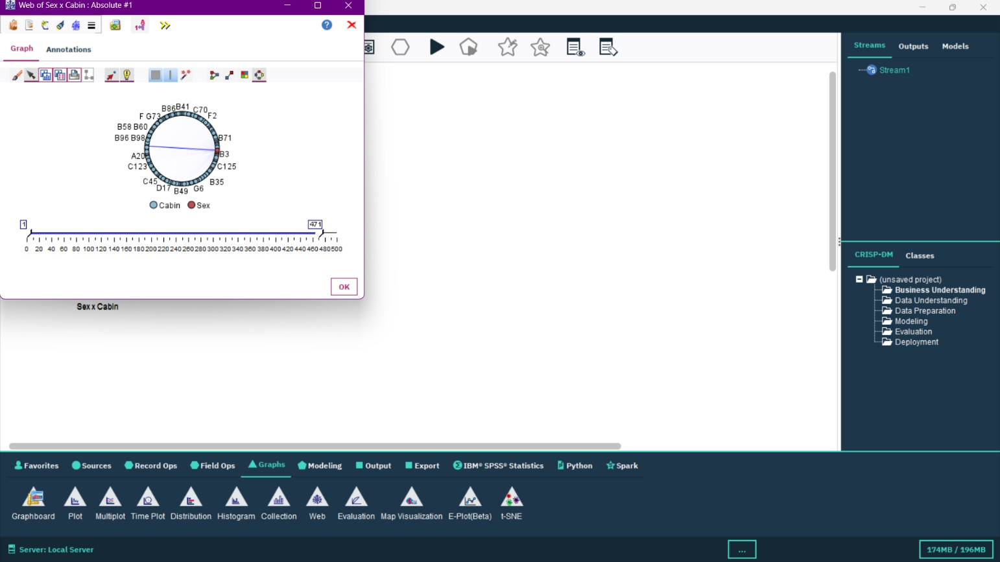 Web of Sex x Cabin : Absolute #1
Graph
Annotations
B86 B41 C70
F G73 F2
B58 B60
B96 B98 B71
A20 B3
C123 C125
C45 B35
D17 B49 G6
Cabin Sex
1 471
0 20 40 60 80 100 120 140 160 180 200 220 240 260 280 300 320 340 360 380 400 420 440 460 480 500
OK
Sex x Cabin
Streams Outputs Models
Stream1
CRISP-DM Classes
(unsaved project)
Business Understanding
Data Understanding
Data Preparation
Modeling
Evaluation
Deployment
Favorites Sources Record Ops Field Ops Graphs Modeling Output Export IBM® SPSS® Statistics Python Spark
Graphboard Plot Multiplot Time Plot Distribution Histogram Collection Web Evaluation Map Visualization E-Plot(Beta) t-SNE
Server: Local Server
...
174MB / 196MB